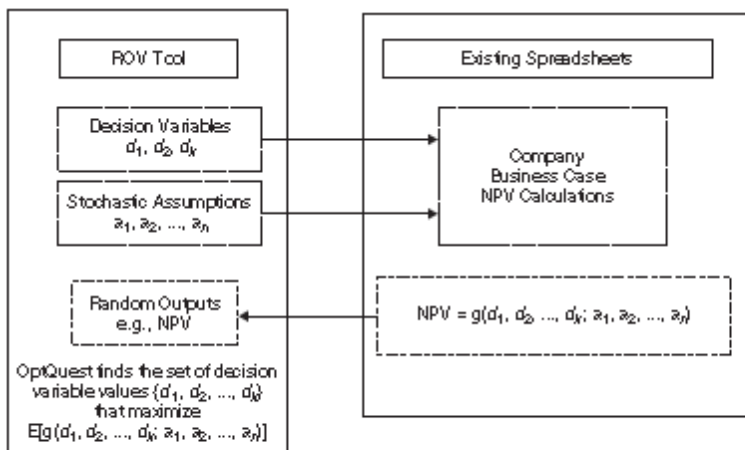 ROV Tool
Decision Variables
d₁, d₂, dₖ
Stochastic Assumptions
a₁, a₂, ..., aₙ
Random Outputs
e.g., NPV
OptQuest finds the set of decision
variable values {d₁, d₂, ..., dₖ}
that maximize
E[g(d₁, d₂, ..., dₖ; a₁, a₂, ..., aₙ)]
Existing Spreadsheets
Company
Business Case
NPV Calculations
NPV = g(d₁, d₂, ..., dₖ; a₁, a₂, ..., aₙ)